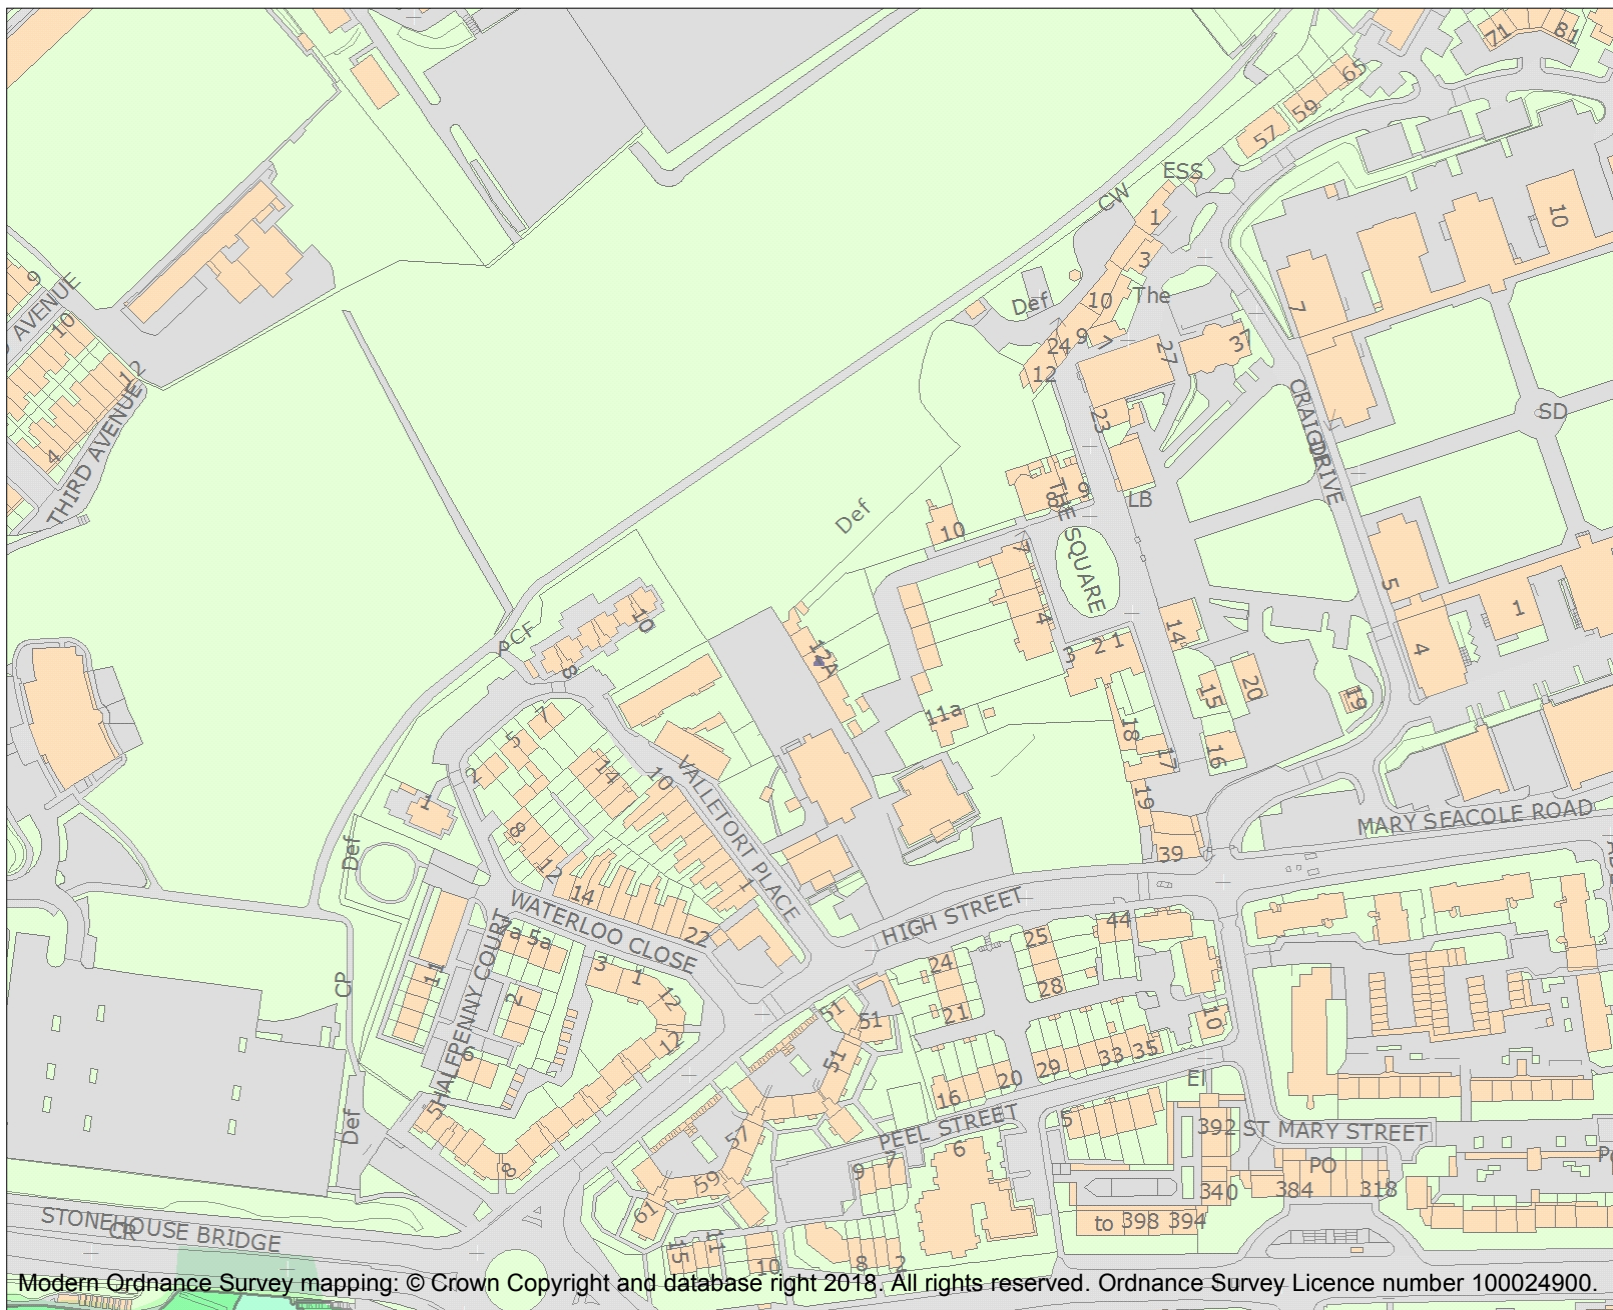 71
81
65
59
57
ESS
CW
1
10
3
9
AVENUE
10
The
Def
10
7
9
24
27
37
12
12
THIRD AVENUE
4
23
CRAIGIE
DRIVE
SD
THE SQUARE
8
9
LB
Def
10
7
5
4
1
PCF
10
8
12A
14
3
2
1
4
15
20
19
11a
18
17
16
7
5
2
14
10
VALLETORT PLACE
1
19
MARY SEACOLE ROAD
39
8
12
14
1
Def
WATERLOO CLOSE
22
HIGH STREET
44
25
24
28
21
7a 5a
3
1
12
12
11
2
6
HALFPENNY COURT
CP
51
51
51
10
33
35
29
20
16
PEEL STREET
El
5
Def
5
8
57
59
61
9
7
6
392
ST MARY STREET
PO
340
384
318
to 398 394
STONEHOUSE BRIDGE
CR
15
11
10
8
2
Modern Ordnance Survey mapping: © Crown Copyright and database right 2018. All rights reserved. Ordnance Survey Licence number 100024900.